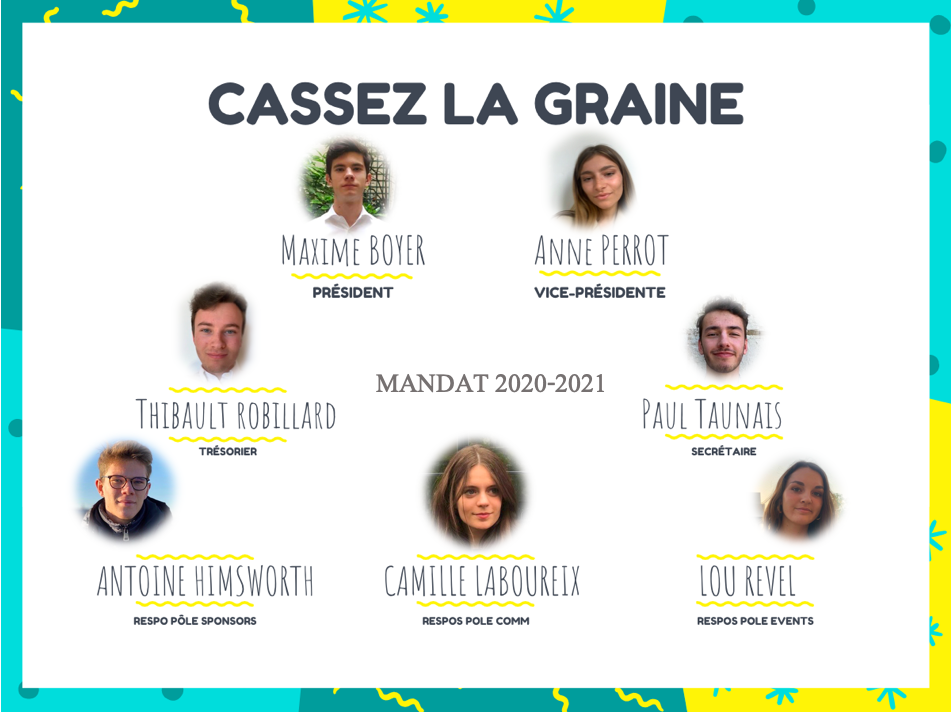 CASSEZ LA GRAINE
Maxime BOYER
PRÉSIDENT
Anne PERROT
VICE-PRÉSIDENTE
Thibault ROBILLARD
TRÉSORIER
MANDAT 2020-2021
Paul Taunais
SECRÉTAIRE
ANTOINE HIMSWORTH
RESPO PÔLE SPONSORS
CAMILLE LABOUREIX
RESPOS POLE COMM
LOU REVEL
RESPOS POLE EVENTS